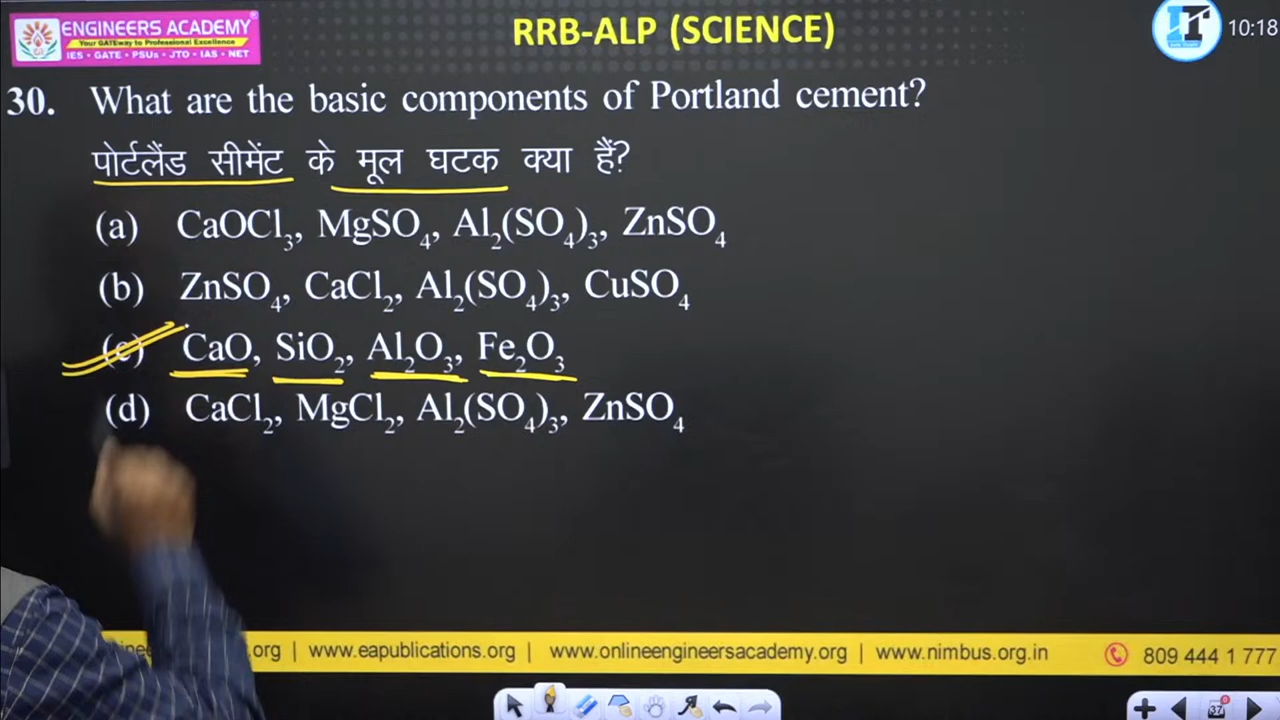 ENGINEERS ACADEMY
Your GATEway to Professional Excellence
IES • GATE • PSUs • JTO • IAS • NET
RRB-ALP (SCIENCE)
10:18
30. What are the basic components of Portland cement?
पोर्टलैंड सीमेंट के मूल घटक क्या हैं?
(a) CaOCl₃, MgSO₄, Al₂(SO₄)₃, ZnSO₄
(b) ZnSO₄, CaCl₂, Al₂(SO₄)₃, CuSO₄
(c) CaO, SiO₂, Al₂O₃, Fe₂O₃
(d) CaCl₂, MgCl₂, Al₂(SO₄)₃, ZnSO₄
.org | www.eapublications.org | www.onlineengineersacademy.org | www.nimbus.org.in 809 444 1 777
37